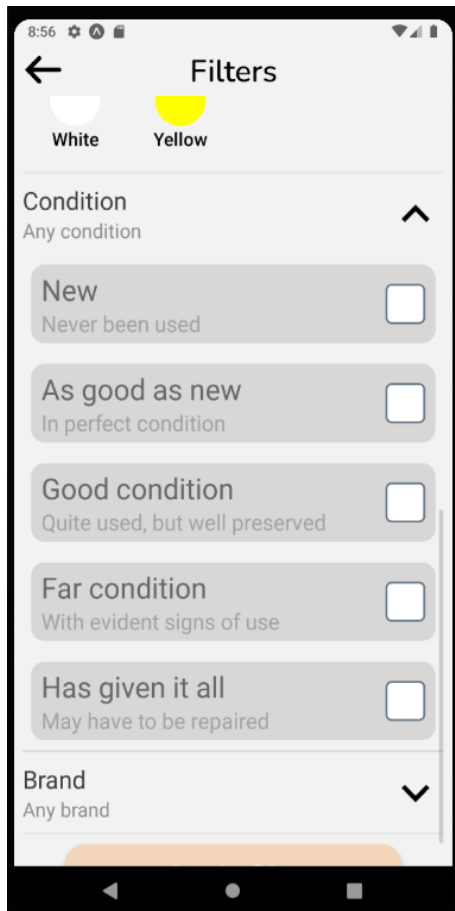 8:56
Filters
White Yellow
Condition
Any condition
New
Never been used
As good as new
In perfect condition
Good condition
Quite used, but well preserved
Far condition
With evident signs of use
Has given it all
May have to be repaired
Brand
Any brand